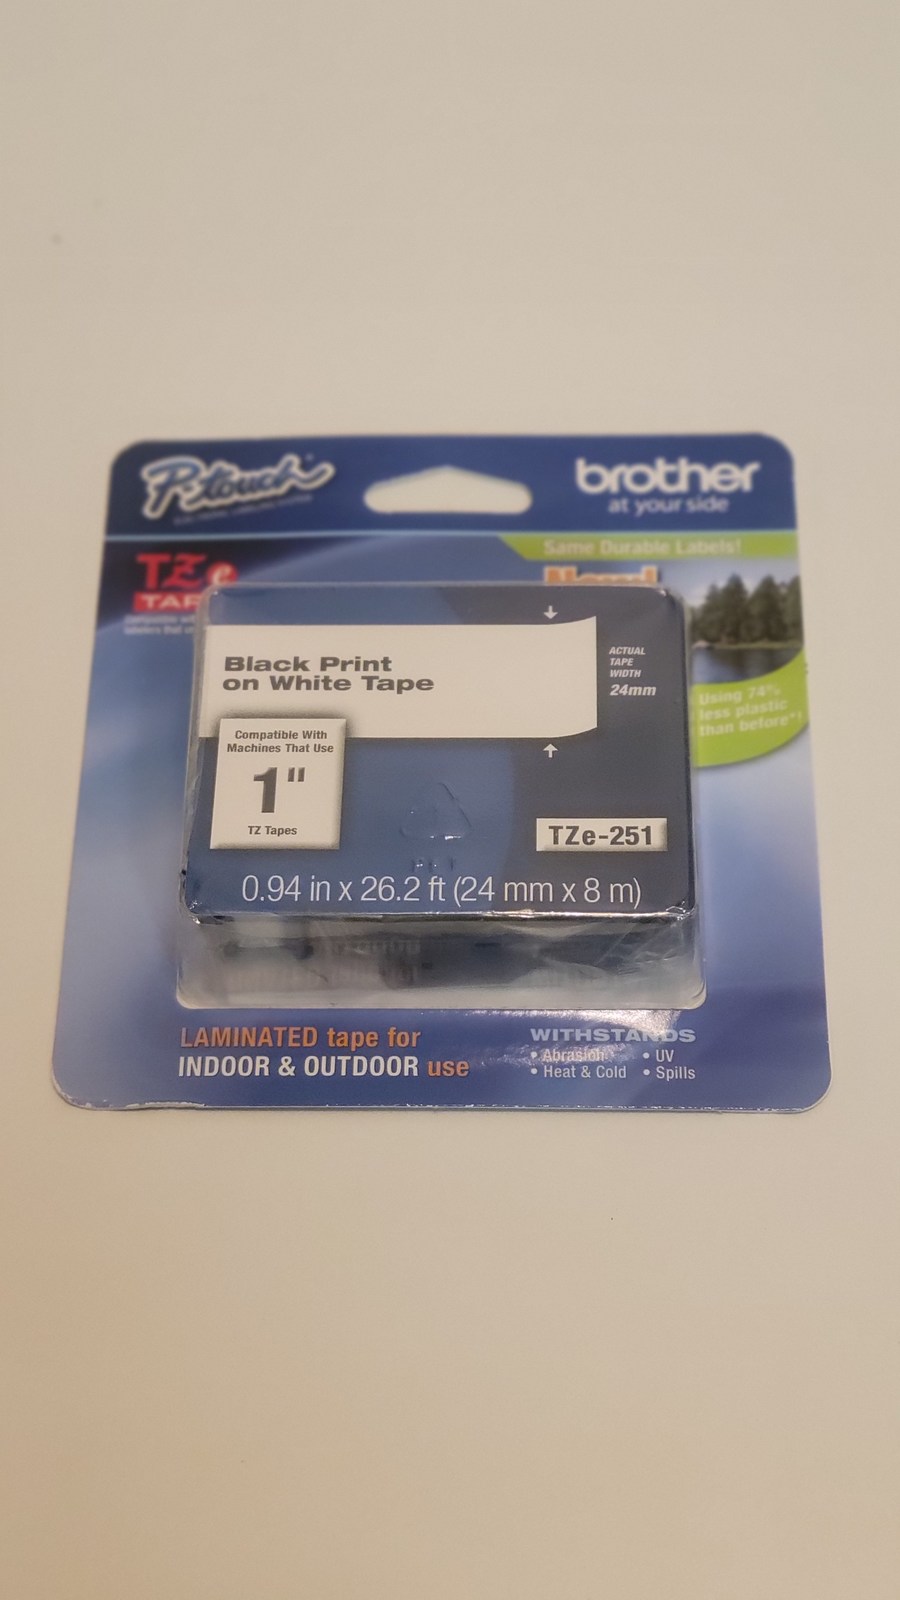 P-touch
brother
at your side
TZe
Same Durable Labels!
Black Print
on White Tape
ACTUAL
TAPE
WIDTH
24mm
Using 74%
less plastic
than before*
Compatible With
Machines That Use
1"
TZ Tapes
TZe-251
0.94 in x 26.2 ft (24 mm x 8 m)
LAMINATED tape for
INDOOR & OUTDOOR use
WITHSTANDS
• Abrasion • UV
• Heat & Cold • Spills